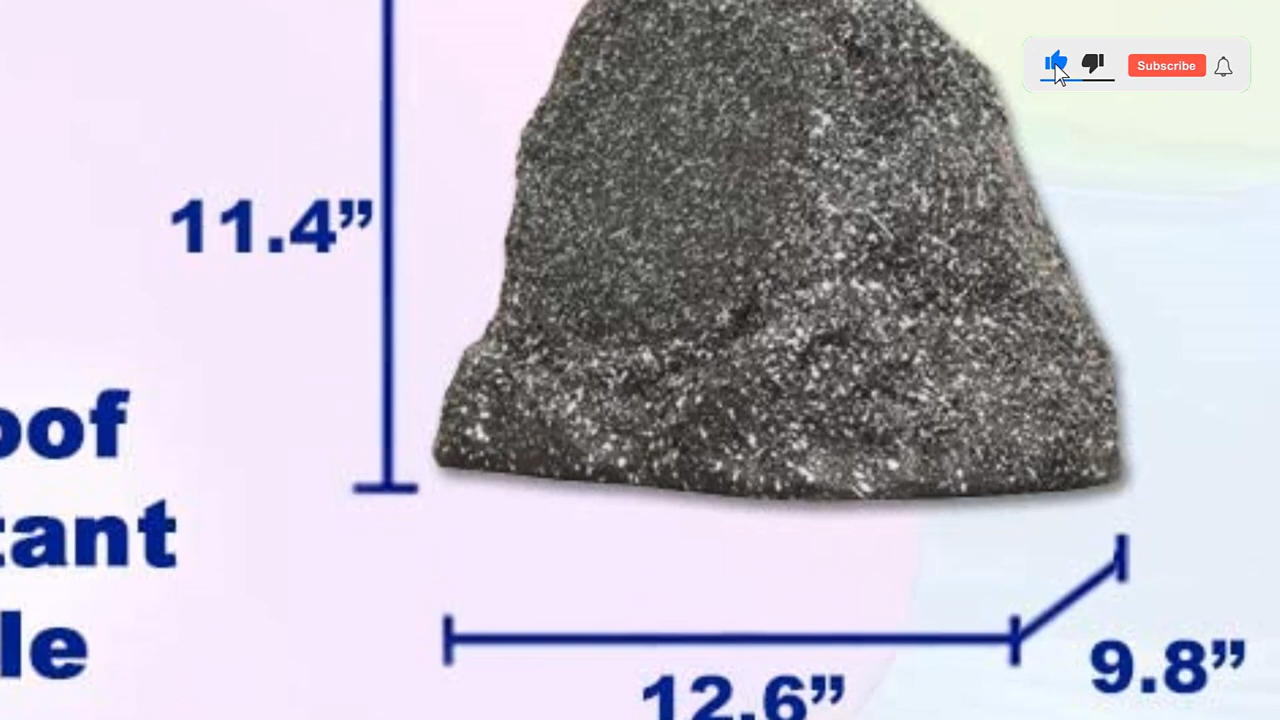 Subscribe
11.4”
oof
tant
le
12.6”
9.8”